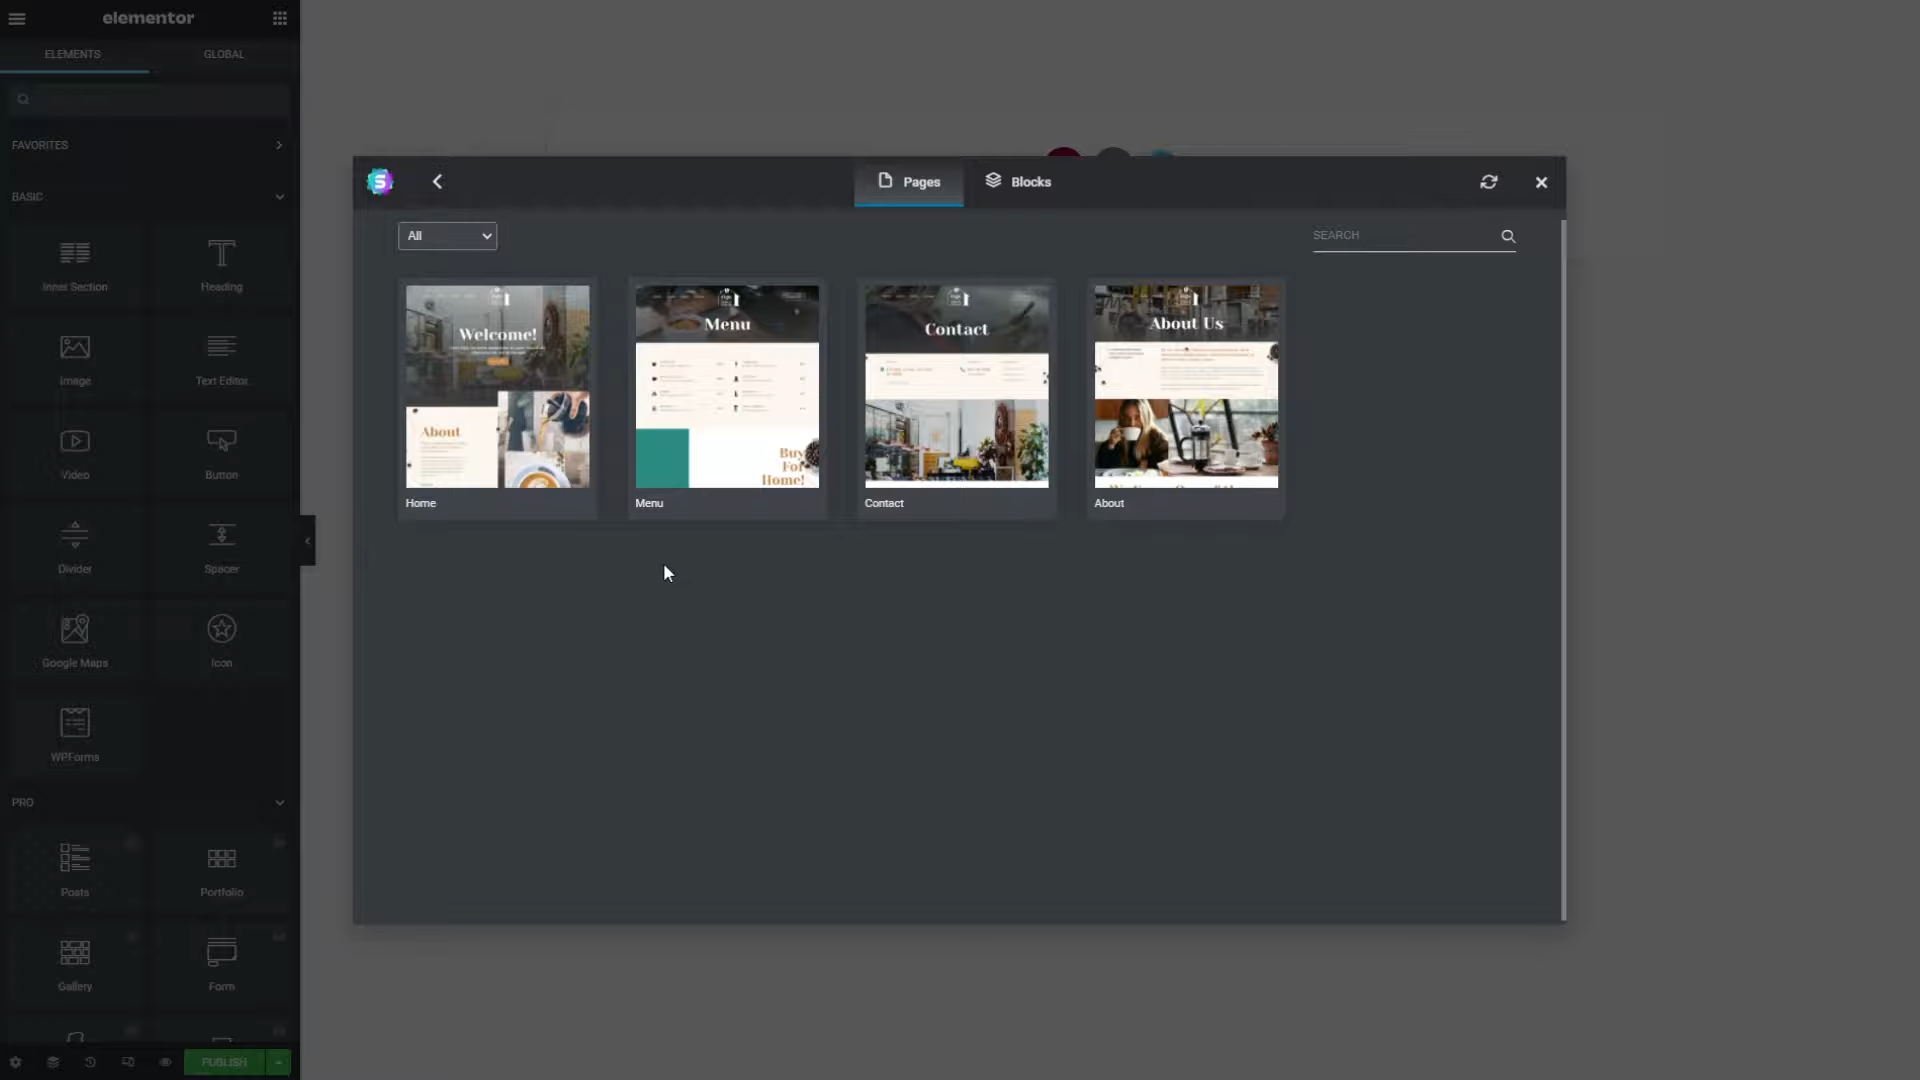 elementor
ELEMENTS
GLOBAL
FAVORITES
BASIC
Inner Section
Heading
Image
Text Editor
Video
Button
Divider
Spacer
Google Maps
Icon
WPForms
PRO
Posts
Portfolio
Gallery
Form
PUBLISH
S
Pages
Blocks
All
SEARCH
Welcome!
About
Home
Menu
Buy
For
Home!
Menu
Contact
Contact
About Us
About